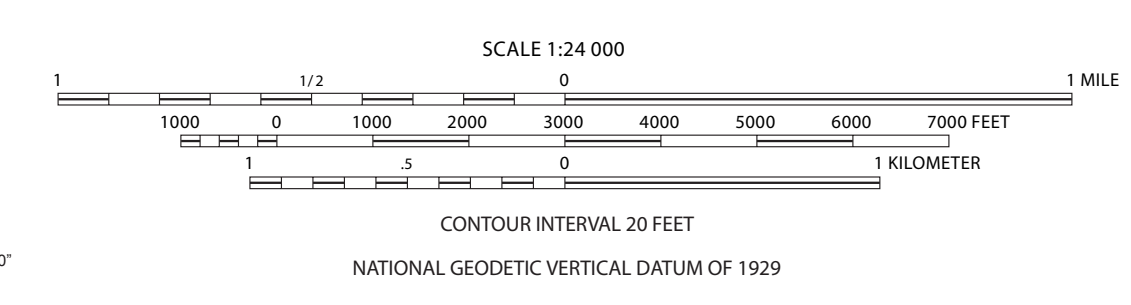 SCALE 1:24 000
1 1/2 0 1 MILE
1000 0 1000 2000 3000 4000 5000 6000 7000 FEET
1 .5 0 1 KILOMETER
CONTOUR INTERVAL 20 FEET
0"
NATIONAL GEODETIC VERTICAL DATUM OF 1929